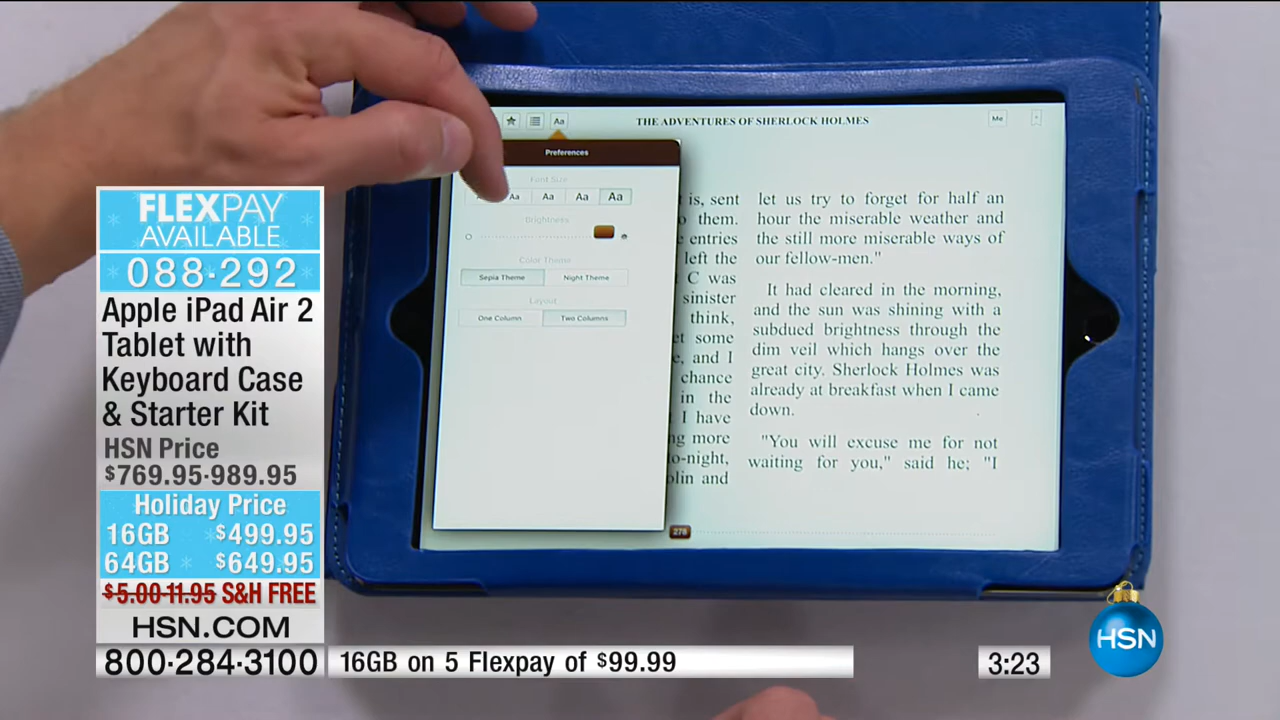 FLEXPAY
AVAILABLE
088·292
Apple iPad Air 2
Tablet with
Keyboard Case
& Starter Kit
HSN Price
$769.95-989.95
Holiday Price
16GB $499.95
64GB $649.95
$5.00-11.95 S&H FREE
HSN.COM
800·284·3100
16GB on 5 Flexpay of $99.99
3:23
HSN
Aa
THE ADVENTURES OF SHERLOCK HOLMES
Me
Preferences
Font Size
Aa Aa Aa Aa
Brightness
Color Theme
Sepia Theme Night Theme
Layout
One Column Two Columns
is, sent
them.
entries
left the
C was
sinister
think,
some
and I
chance
in the
I have
more
to-night,
and
let us try to forget for half an
hour the miserable weather and
the still more miserable ways of
our fellow-men."
It had cleared in the morning,
and the sun was shining with a
subdued brightness through the
dim veil which hangs over the
great city. Sherlock Holmes was
already at breakfast when I came
down.
"You will excuse me for not
waiting for you," said he; "I
278